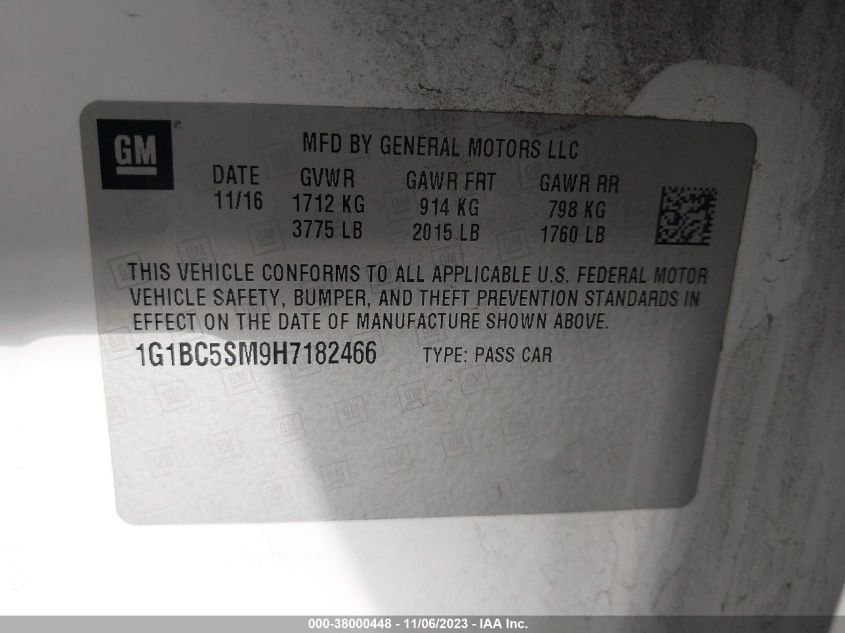 GM®
MFD BY GENERAL MOTORS LLC
DATE GVWR GAWR FRT GAWR RR
11/16 1712 KG 914 KG 798 KG
3775 LB 2015 LB 1760 LB
THIS VEHICLE CONFORMS TO ALL APPLICABLE U.S. FEDERAL MOTOR
VEHICLE SAFETY, BUMPER, AND THEFT PREVENTION STANDARDS IN
EFFECT ON THE DATE OF MANUFACTURE SHOWN ABOVE.
1G1BC5SM9H7182466 TYPE: PASS CAR
000-38000448 - 11/06/2023 - IAA Inc.